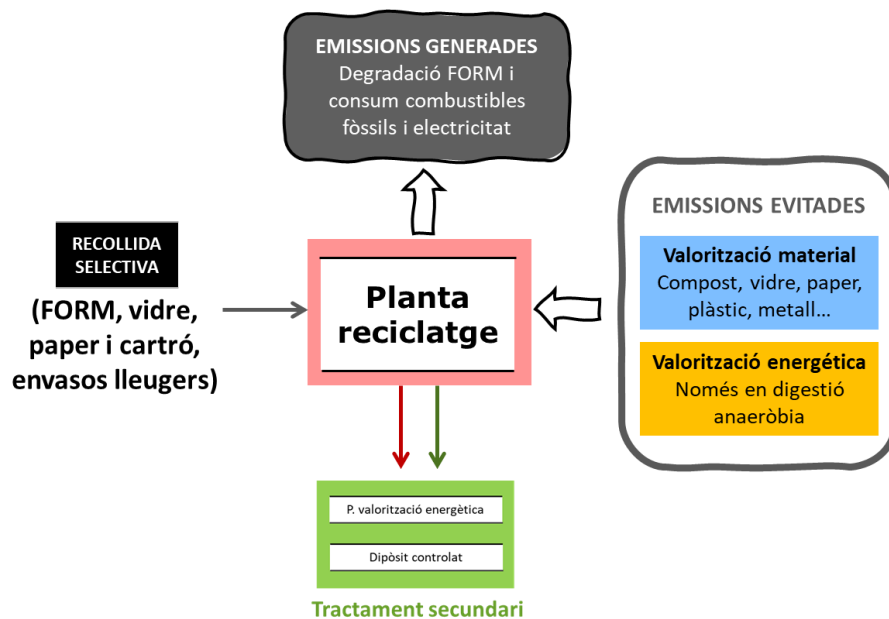 EMISSIONS GENERADES
Degradació FORM i
consum combustibles
fòssils i electricitat
EMISSIONS EVITADES
Valorització material
Compost, vidre, paper,
plàstic, metall...
Valorització energética
Només en digestió
anaeròbia
RECOLLIDA
SELECTIVA
(FORM, vidre,
paper i cartró,
envasos lleugers)
Planta
reciclatge
P. valorització energètica
Dipòsit controlat
Tractament secundari